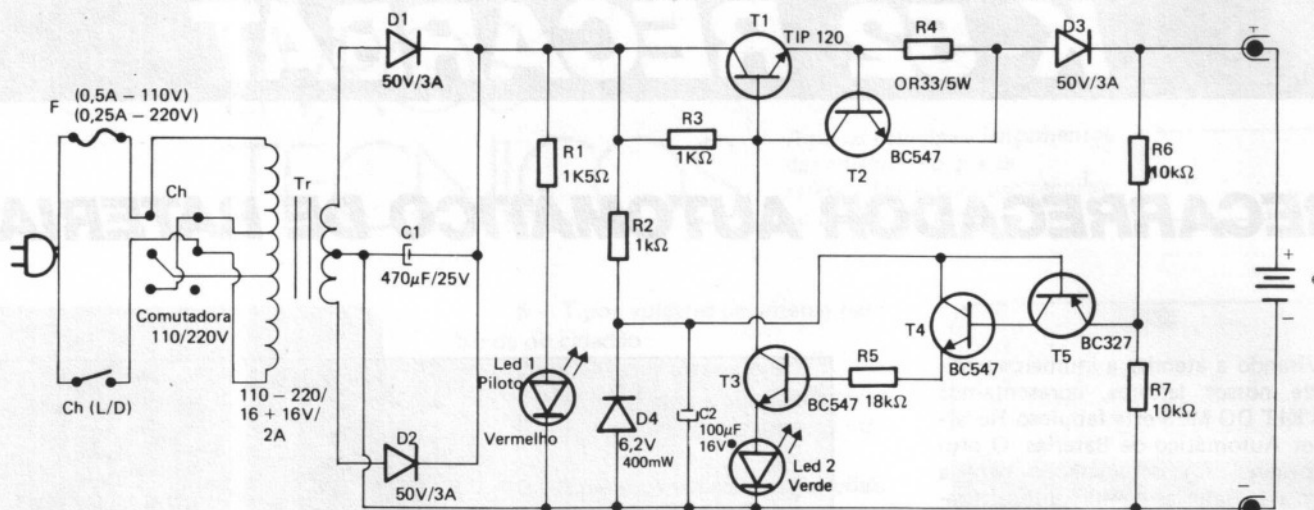 D1
50V/3A
T1
TIP 120
R4
OR33/5W
D3
50V/3A
+
F
(0,5A – 110V)
(0,25A – 220V)
R3
1KΩ
BC547
T2
R1
1K5Ω
R6
10kΩ
Ch
Tr
C1
470µF/25V
R2
1kΩ
Comutadora
110/220V
+
–
T4
BC547
BC327
T5
Led 1
Piloto
Vermelho
Ch (L/D)
110 – 220/
16 + 16V/
2A
D2
50V/3A
D4
6,2V
400mW
C2
100µF
16V
T3
BC547
R5
18kΩ
R7
10kΩ
Led 2
Verde
–